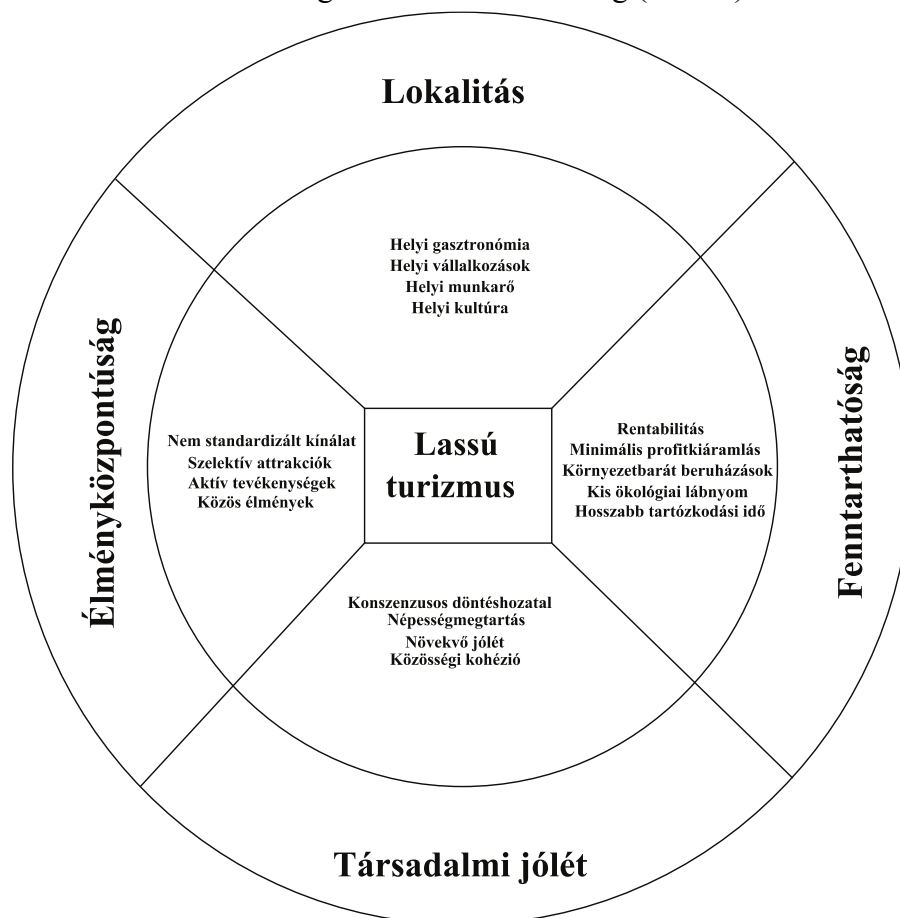 Lokalitás
Helyi gasztronómia
Helyi vállalkozások
Helyi munkarő
Helyi kultúra
Élményközpontúság
Nem standardizált kínálat
Szelektív attrakciók
Aktív tevékenységek
Közös élmények
Lassú
turizmus
Rentabilitás
Minimális profitkiáramlás
Környezetbarát beruházások
Kis ökológiai lábnyom
Hosszabb tartózkodási idő
Fenntarthatóság
Konszenzusos döntéshozatal
Népességmegtartás
Növekvő jólét
Közösségi kohézió
Társadalmi jólét